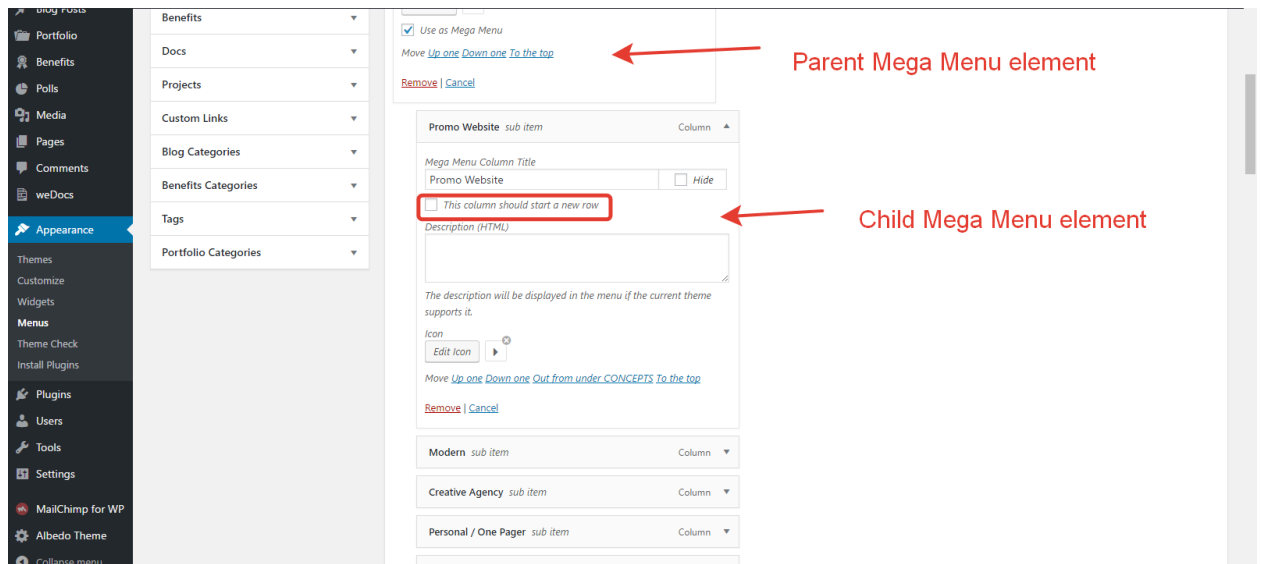 Blog Posts
Portfolio
Benefits
Polls
Media
Pages
Comments
weDocs
Appearance
Themes
Customize
Widgets
Menus
Theme Check
Install Plugins
Plugins
Users
Tools
Settings
MailChimp for WP
Albedo Theme
Collapse menu
Benefits
Docs
Projects
Custom Links
Blog Categories
Benefits Categories
Tags
Portfolio Categories
Use as Mega Menu
Move Up one Down one To the top
Remove | Cancel
Parent Mega Menu element
Promo Website sub item Column
Mega Menu Column Title
Promo Website Hide
This column should start a new row
Child Mega Menu element
Description (HTML)
The description will be displayed in the menu if the current theme
supports it.
Icon
Edit Icon
Move Up one Down one Out from under CONCEPTS To the top
Remove | Cancel
Modern sub item Column
Creative Agency sub item Column
Personal / One Pager sub item Column